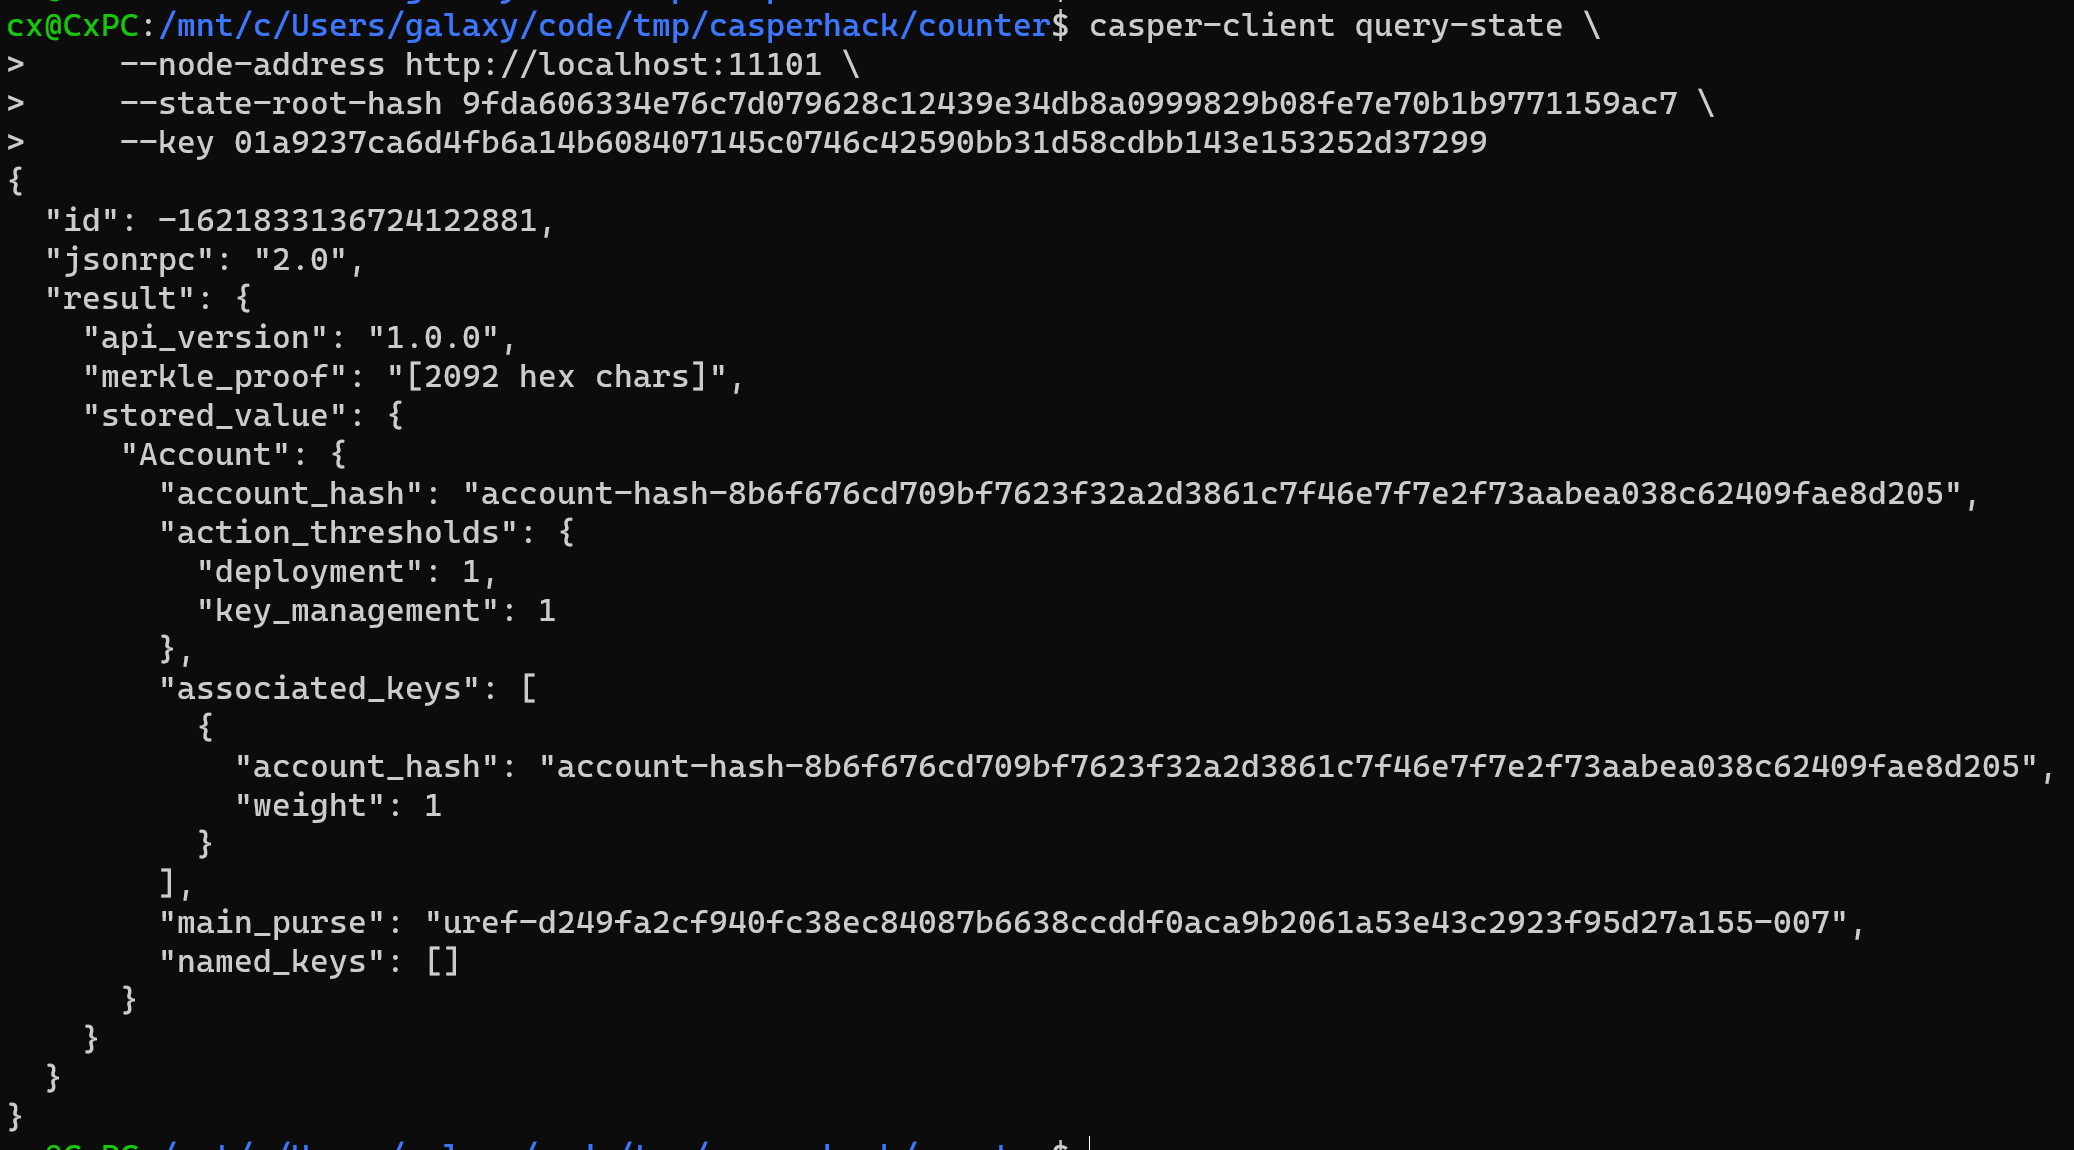 cx@CxPC:/mnt/c/Users/galaxy/code/tmp/casperhack/counter$ casper-client query-state \
>     --node-address http://localhost:11101 \
>     --state-root-hash 9fda606334e76c7d079628c12439e34db8a0999829b08fe7e70b1b9771159ac7 \
>     --key 01a9237ca6d4fb6a14b608407145c0746c42590bb31d58cdbb143e153252d37299
{
  "id": -1621833136724122881,
  "jsonrpc": "2.0",
  "result": {
    "api_version": "1.0.0",
    "merkle_proof": "[2092 hex chars]",
    "stored_value": {
      "Account": {
        "account_hash": "account-hash-8b6f676cd709bf7623f32a2d3861c7f46e7f7e2f73aabea038c62409fae8d205",
        "action_thresholds": {
          "deployment": 1,
          "key_management": 1
        },
        "associated_keys": [
          {
            "account_hash": "account-hash-8b6f676cd709bf7623f32a2d3861c7f46e7f7e2f73aabea038c62409fae8d205",
            "weight": 1
          }
        ],
        "main_purse": "uref-d249fa2cf940fc38ec84087b6638ccddf0aca9b2061a53e43c2923f95d27a155-007",
        "named_keys": []
      }
    }
  }
}